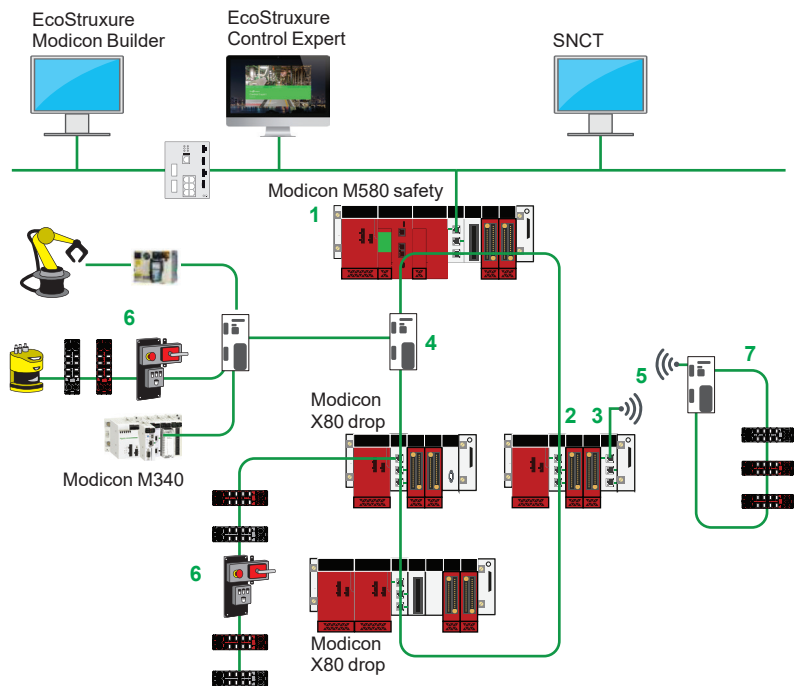 EcoStruxure
Modicon Builder
EcoStruxure
Control Expert
SNCT
Modicon M580 safety
1
6
4
5
7
Modicon
X80 drop
2
3
Modicon M340
6
Modicon
X80 drop